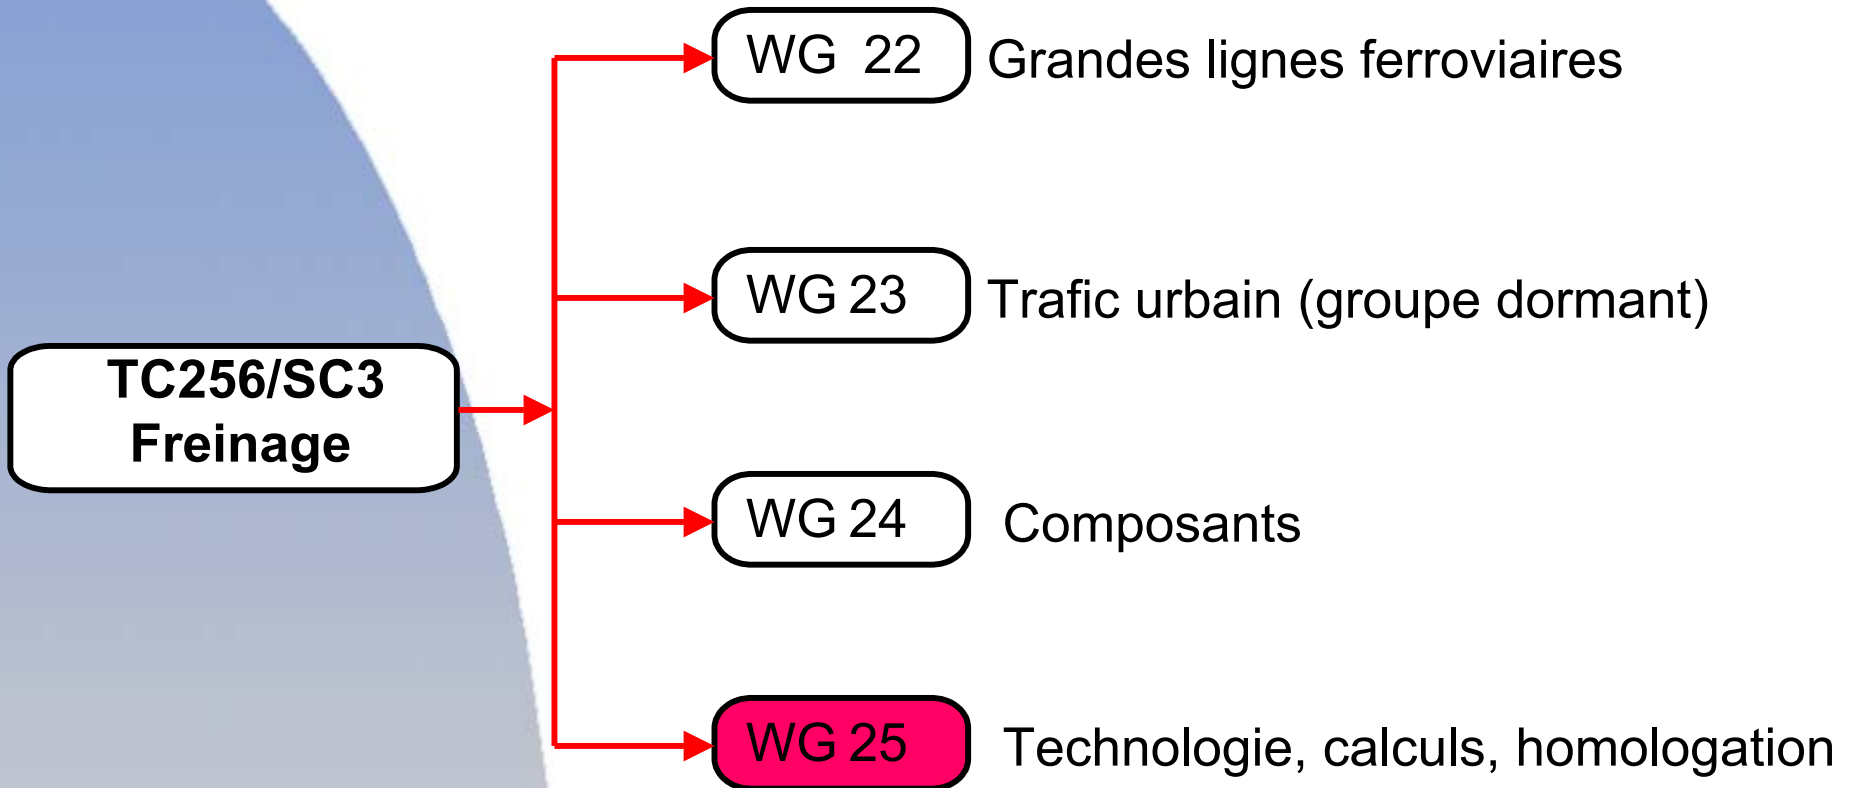 WG 22 Grandes lignes ferroviaires
WG 23 Trafic urbain (groupe dormant)
TC256/SC3
Freinage
WG 24 Composants
WG 25 Technologie, calculs, homologation